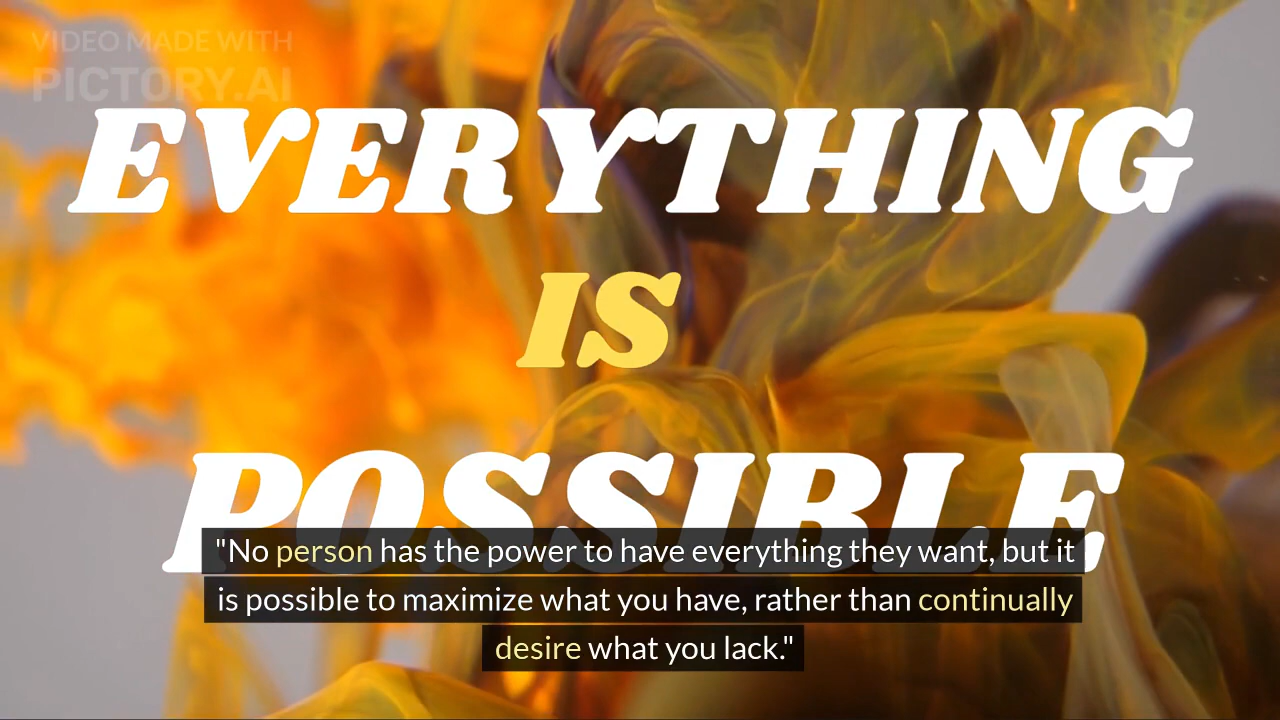 VIDEO MADE WITH
PICTORY.AI
EVERYTHING
IS
POSSIBLE
"No person has the power to have everything they want, but it
is possible to maximize what you have, rather than continually
desire what you lack."